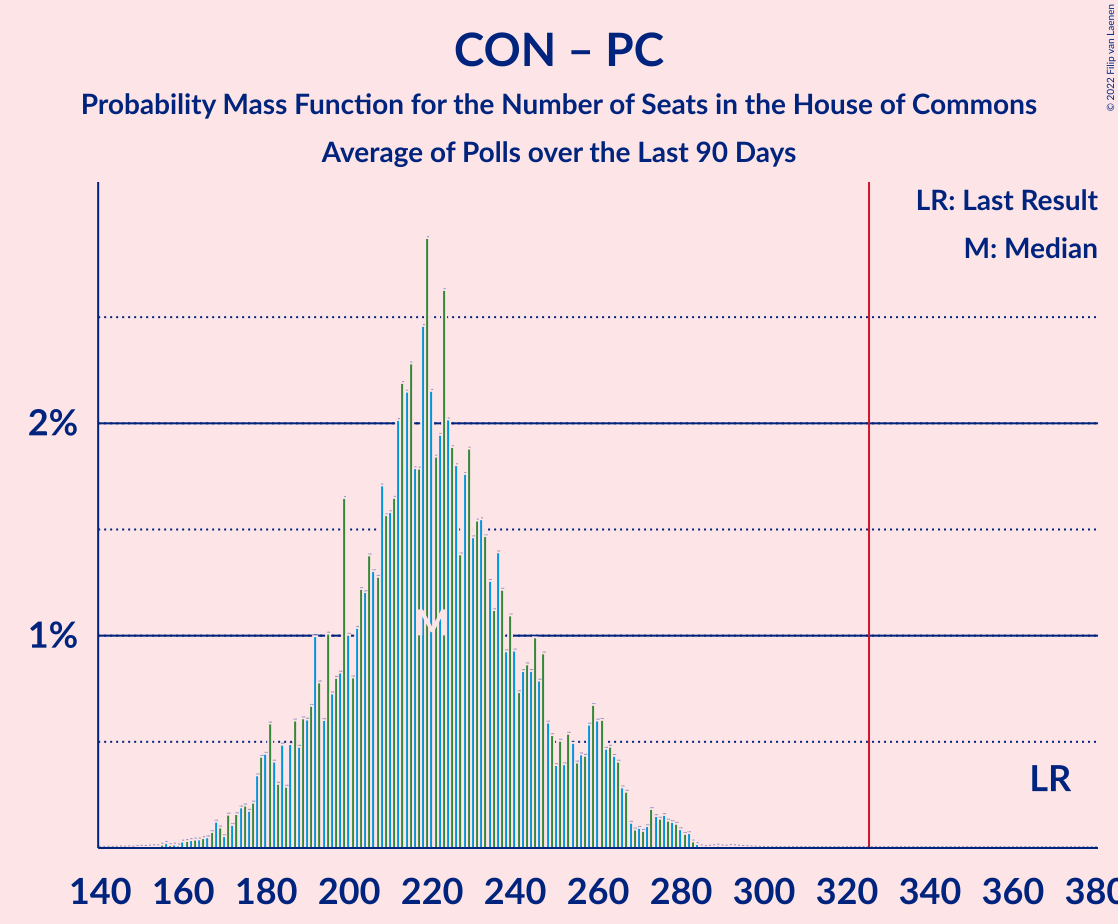 CON – PC
Probability Mass Function for the Number of Seats in the House of Commons
Average of Polls over the Last 90 Days
© 2022 Filip van Laenen
LR: Last Result
M: Median
2%
1%
M
LR
140 160 180 200 220 240 260 280 300 320 340 360 380